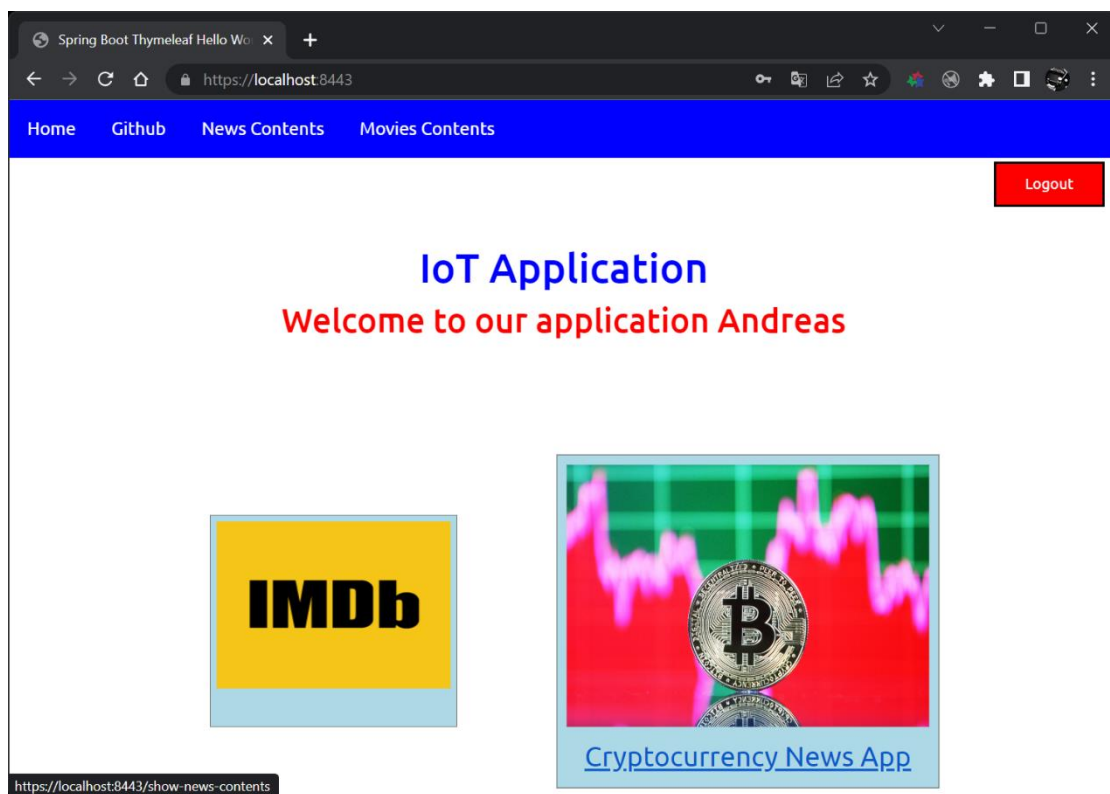 Spring Boot Thymeleaf Hello Wo
https://localhost:8443
Home Github News Contents Movies Contents
Logout
IoT Application
Welcome to our application Andreas
IMDb
Cryptocurrency News App
https://localhost:8443/show-news-contents